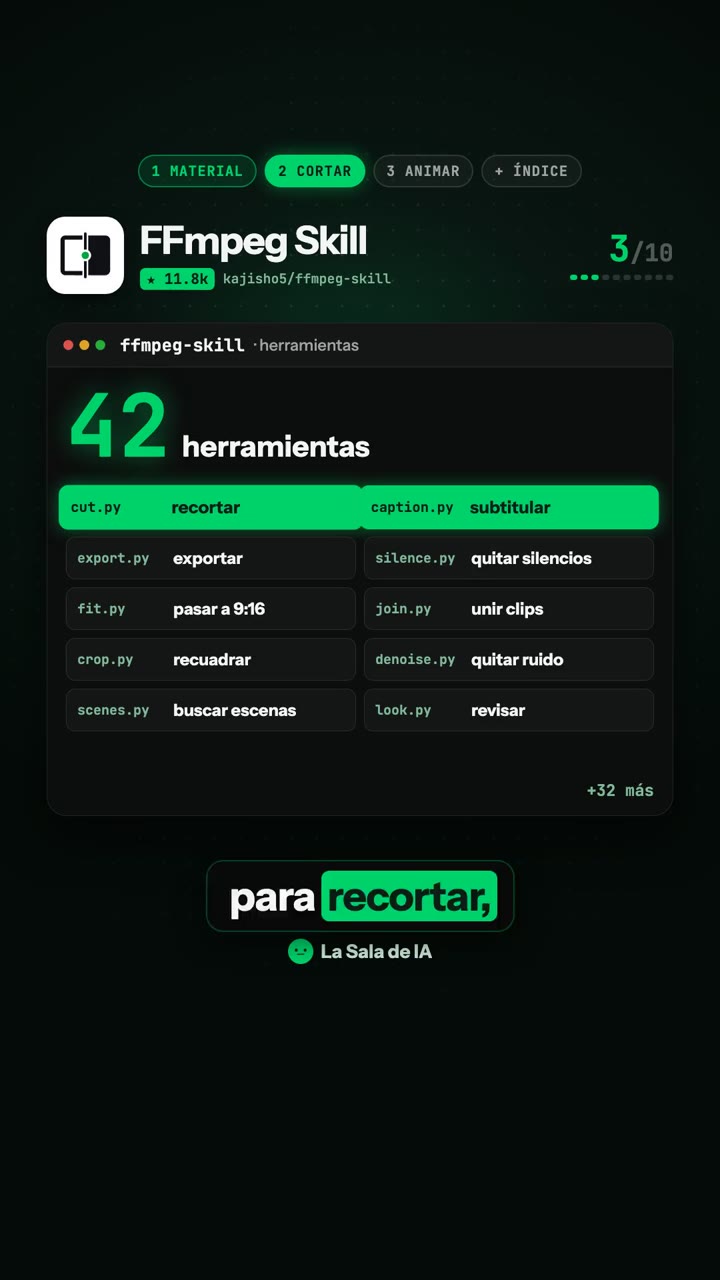 1 MATERIAL 2 CORTAR 3 ANIMAR + ÍNDICE
FFmpeg Skill
★ 11.8k kajisho5/ffmpeg-skill
3/10
ffmpeg-skill · herramientas
42 herramientas
cut.py recortar caption.py subtitular
export.py exportar silence.py quitar silencios
fit.py pasar a 9:16 join.py unir clips
crop.py recuadrar denoise.py quitar ruido
scenes.py buscar escenas look.py revisar
+32 más
para recortar,
La Sala de IA